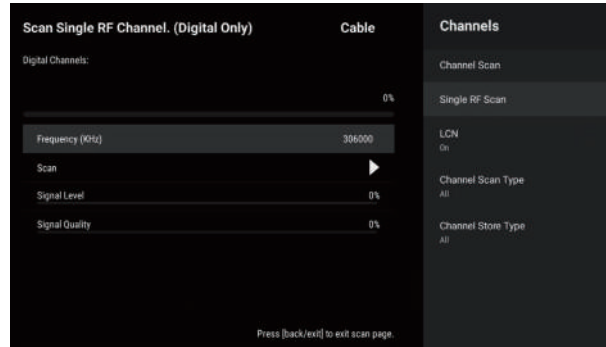 Scan Single RF Channel. (Digital Only) Cable
Digital Channels:
0%
Frequency (KHz) 306000
Scan
Signal Level 0%
Signal Quality 0%
Press [back/exit] to exit scan page.
Channels
Channel Scan
Single RF Scan
LCN
On
Channel Scan Type
All
Channel Store Type
All